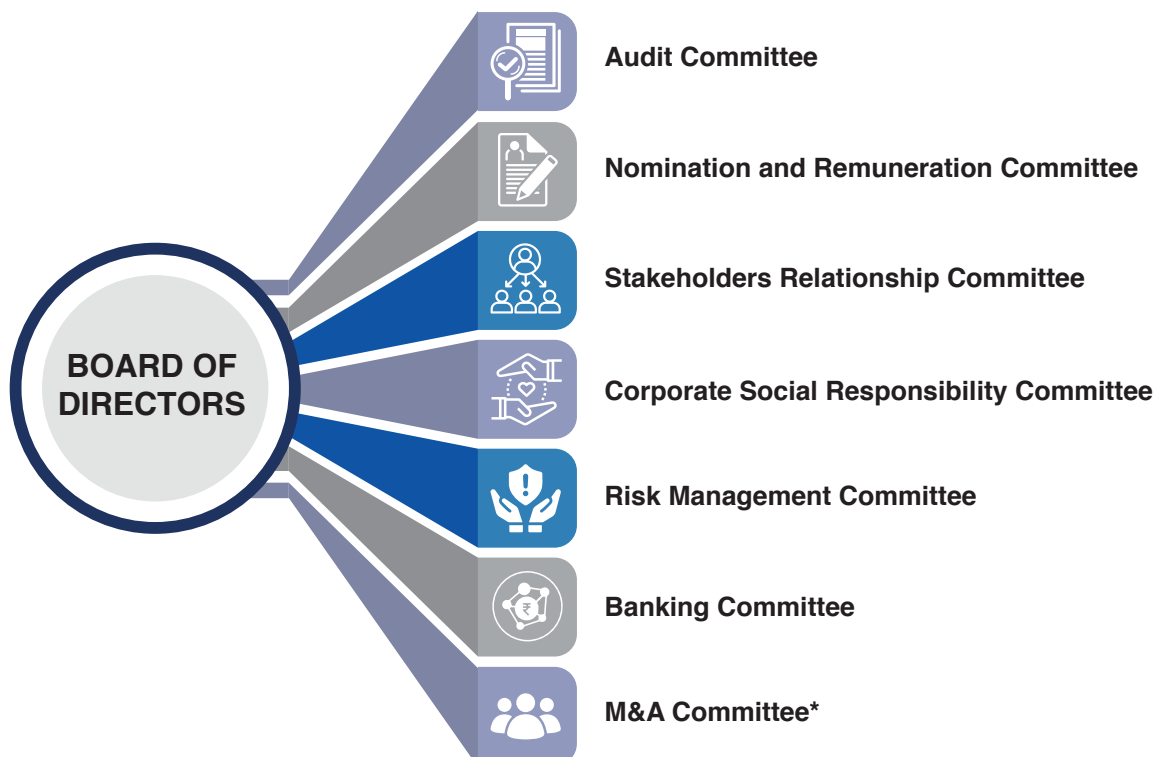 Audit Committee
Nomination and Remuneration Committee
Stakeholders Relationship Committee
BOARD OF
DIRECTORS
Corporate Social Responsibility Committee
Risk Management Committee
₹
Banking Committee
M&A Committee*